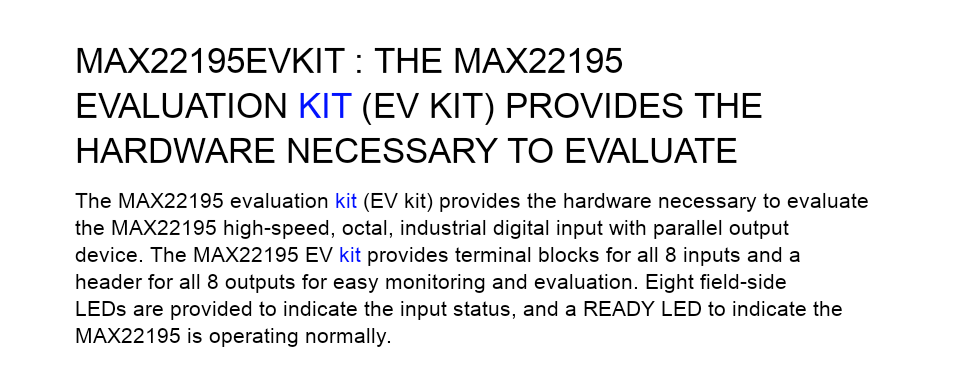 MAX22195EVKIT : THE MAX22195
EVALUATION KIT (EV KIT) PROVIDES THE
HARDWARE NECESSARY TO EVALUATE
The MAX22195 evaluation kit (EV kit) provides the hardware necessary to evaluate
the MAX22195 high-speed, octal, industrial digital input with parallel output
device. The MAX22195 EV kit provides terminal blocks for all 8 inputs and a
header for all 8 outputs for easy monitoring and evaluation. Eight field-side
LEDs are provided to indicate the input status, and a READY LED to indicate the
MAX22195 is operating normally.